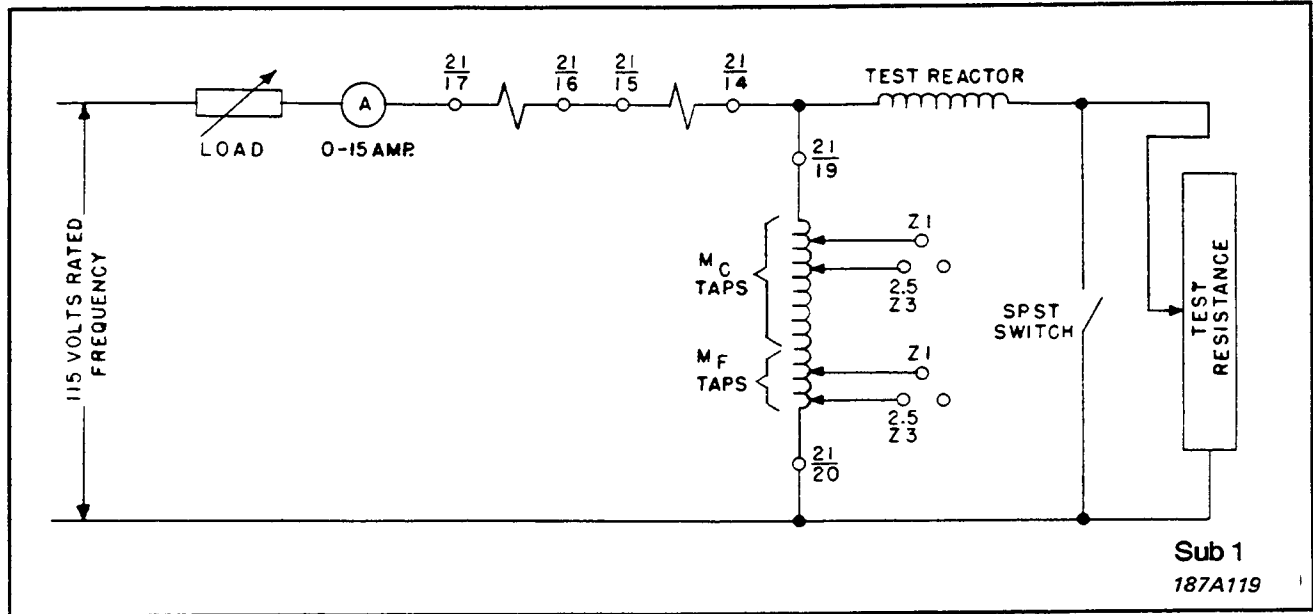 21
17
21
16
21
15
21
14
TEST REACTOR
A
LOAD
0-15 AMP.
21
19
115 VOLTS RATED
FREQUENCY
MC
TAPS
Z1
2.5
Z3
SPST
SWITCH
TEST
RESISTANCE
MF
TAPS
Z1
2.5
Z3
21
20
Sub 1
187A119